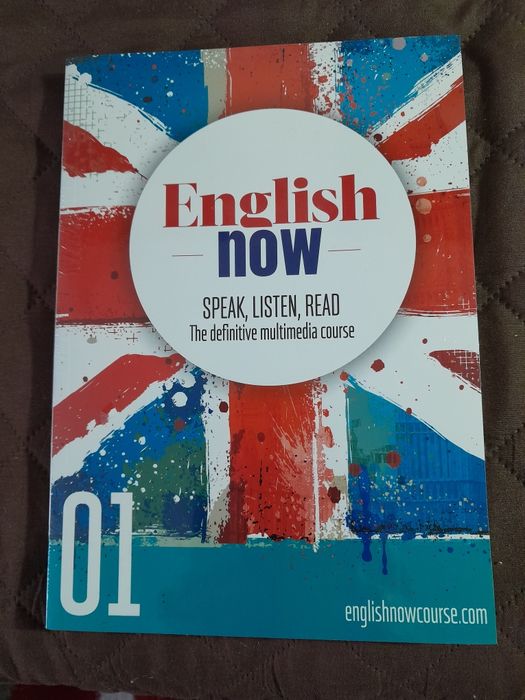 English
now
SPEAK, LISTEN, READ
The definitive multimedia course
01
englishnowcourse.com